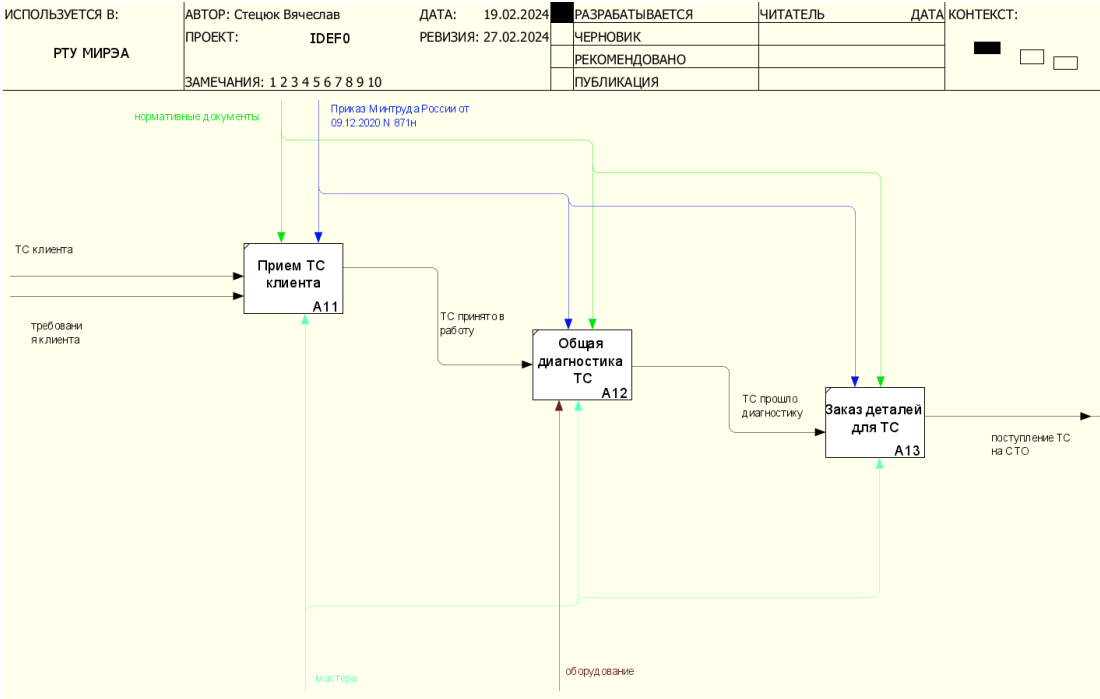 ИСПОЛЬЗУЕТСЯ В:
РТУ МИРЭА
АВТОР: Стецюк Вячеслав
ДАТА: 19.02.2024
ПРОЕКТ: IDEF0
РЕВИЗИЯ: 27.02.2024
ЗАМЕЧАНИЯ: 1 2 3 4 5 6 7 8 9 10
РАЗРАБАТЫВАЕТСЯ
ЧЕРНОВИК
РЕКОМЕНДОВАНО
ПУБЛИКАЦИЯ
ЧИТАТЕЛЬ
ДАТА
КОНТЕКСТ:
нормативные документы
Приказ Минтруда России от
09.12.2020 N 871н
ТС клиента
требовани
я клиента
Прием ТС
клиента
A11
ТС принято в
работу
Общая
диагностика
ТС
A12
ТС прошло
диагностику
Заказ деталей
для ТС
A13
поступление ТС
на СТО
мастера
оборудование